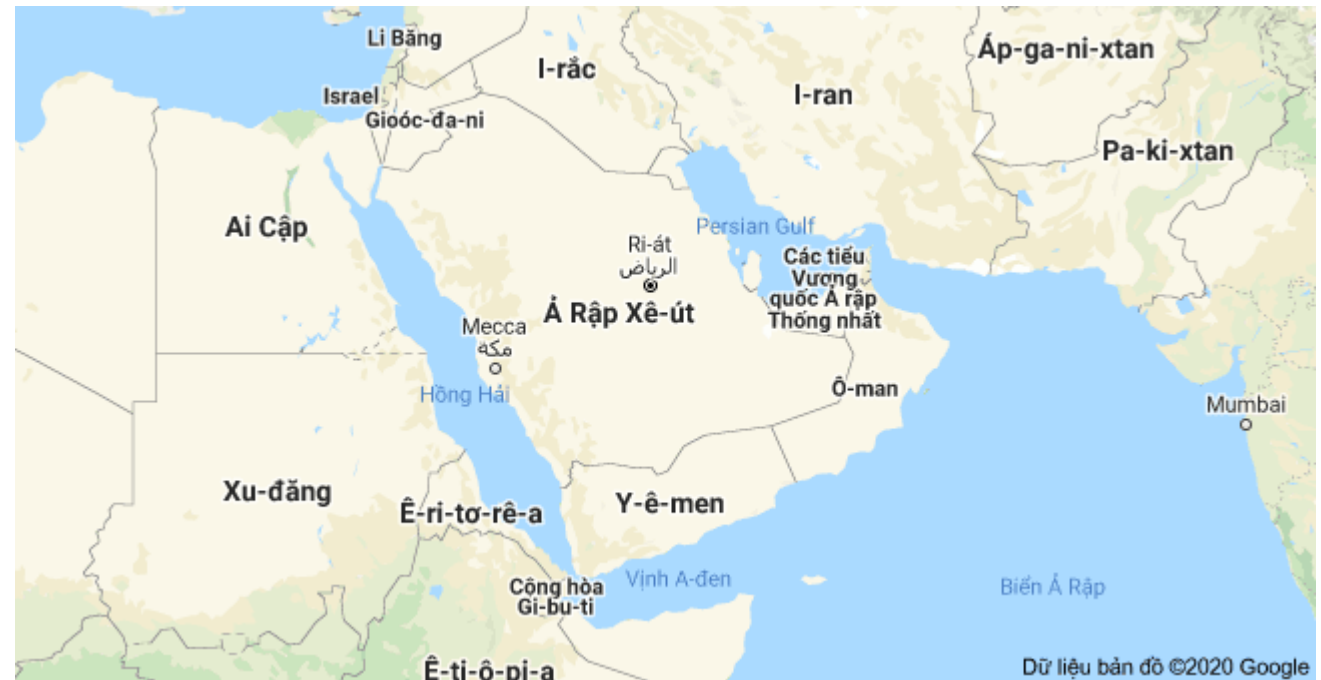 Li Băng
I-rắc
Áp-ga-ni-xtan
I-ran
Israel
Gioóc-đa-ni
Pa-ki-xtan
Ai Cập
Persian Gulf
Ri-át
الرياض
Các tiểu
Vương
quốc Ả rập
Thống nhất
Ả Rập Xê-út
Mecca
مكة
Hồng Hải
Ô-man
Mumbai
Xu-đăng
Ê-ri-tơ-rê-a
Y-ê-men
Cộng hòa
Gi-bu-ti
Vịnh A-đen
Biển Ả Rập
Ê-ti-ô-pi-a
Dữ liệu bản đồ ©2020 Google